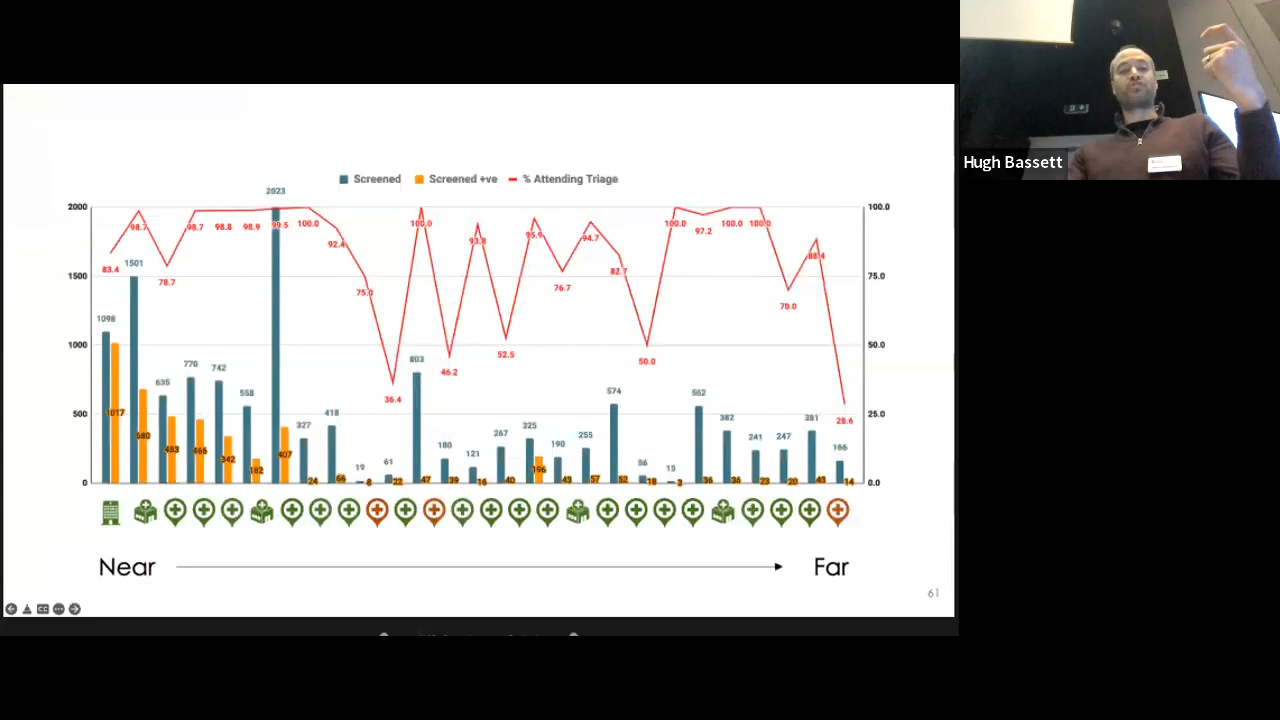 Hugh Bassett
Screened Screened +ve % Attending Triage
2023
2000 100.0
98.7 98.7 98.8 98.9 99.5 100.0 100.0 100.0 97.2 100.0 100.0
92.4 93.8 95.9 94.7
83.4 1501 78.7 82.7 88.4
1500 75.0
75.0 76.7 70.0
1098
1000 50.0
52.5 50.0
803 46.2
770 742 36.4
635 558 574 562
500 25.0
28.6
327 418 19 61 180 121 267 325 190 255 56 15 382 241 247 381 166
1017 680 483 466 342 182 407 24 66 8 22 47 39 16 40 196 43 57 52 18 3 36 36 23 20 43 14
0 0.0
Near Far
61